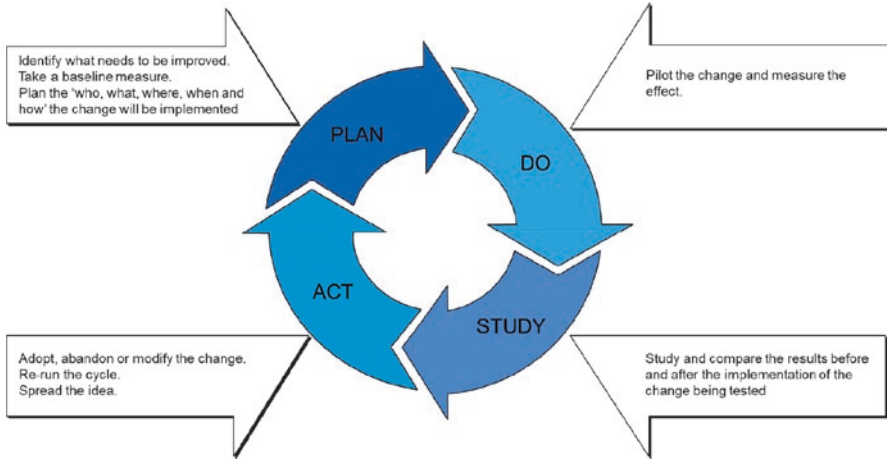 Identify what needs to be improved.
Take a baseline measure.
Plan the 'who, what, where, when and
how' the change will be implemented
Pilot the change and measure the
effect.
PLAN
DO
ACT
STUDY
Adopt, abandon or modify the change.
Re-run the cycle.
Spread the idea.
Study and compare the results before
and after the implementation of the
change being tested